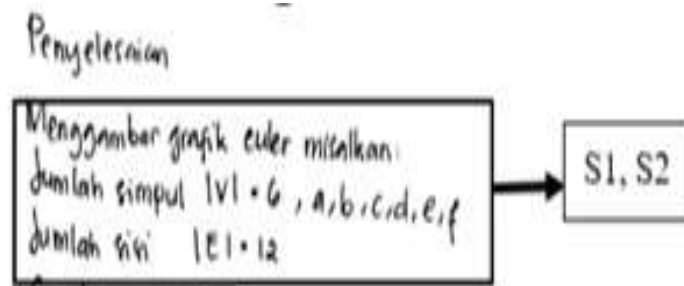 Penyelesaian
Menggambar grafik euler misalkan:
Jumlah simpul |V| = 6, a, b, c, d, e, f
Jumlah sisi |E| = 12
S1, S2